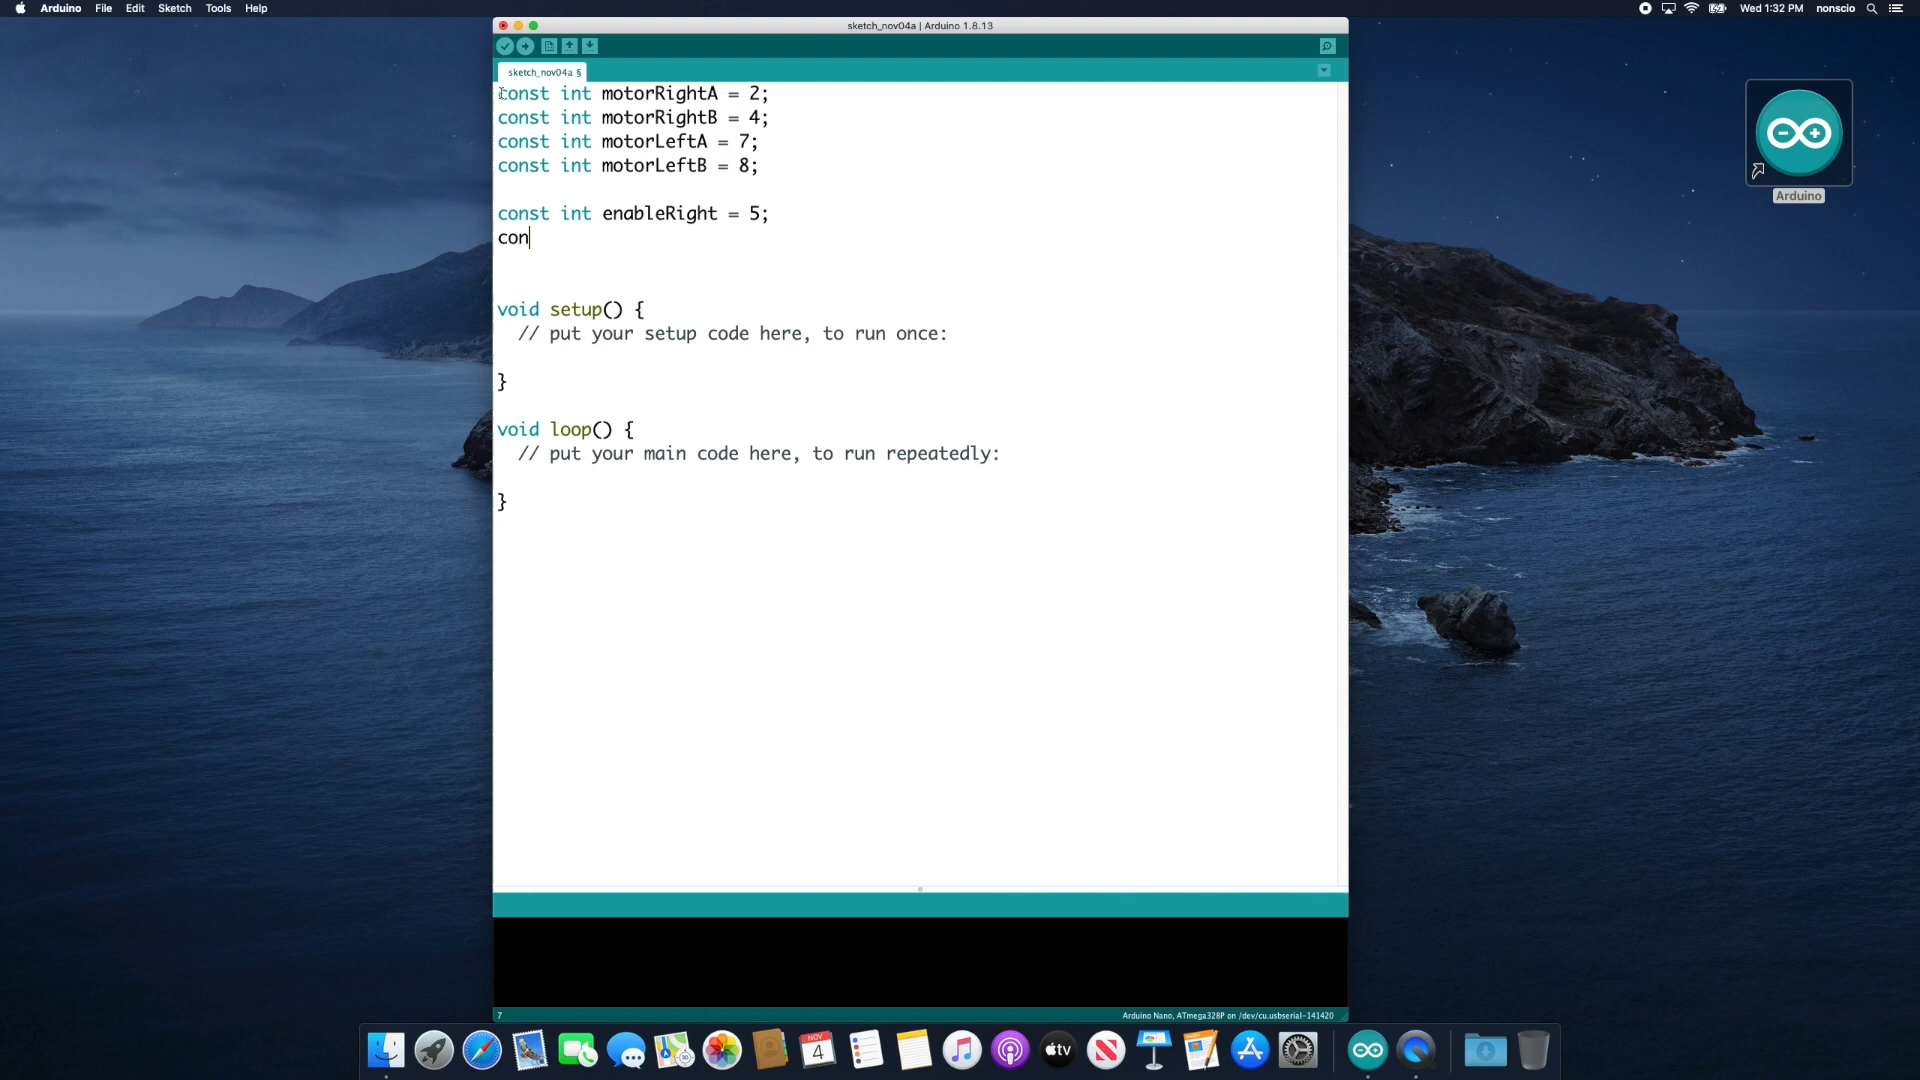 Arduino File Edit Sketch Tools Help Wed 1:32 PM nonscio
sketch_nov04a | Arduino 1.8.13
sketch_nov04a §
const int motorRightA = 2;
const int motorRightB = 4;
const int motorLeftA = 7;
const int motorLeftB = 8;
const int enableRight = 5;
con
void setup() {
// put your setup code here, to run once:
}
void loop() {
// put your main code here, to run repeatedly:
}
Arduino
7 Arduino Nano, ATmega328P on /dev/cu.usbserial-141420
NOV
4
tv